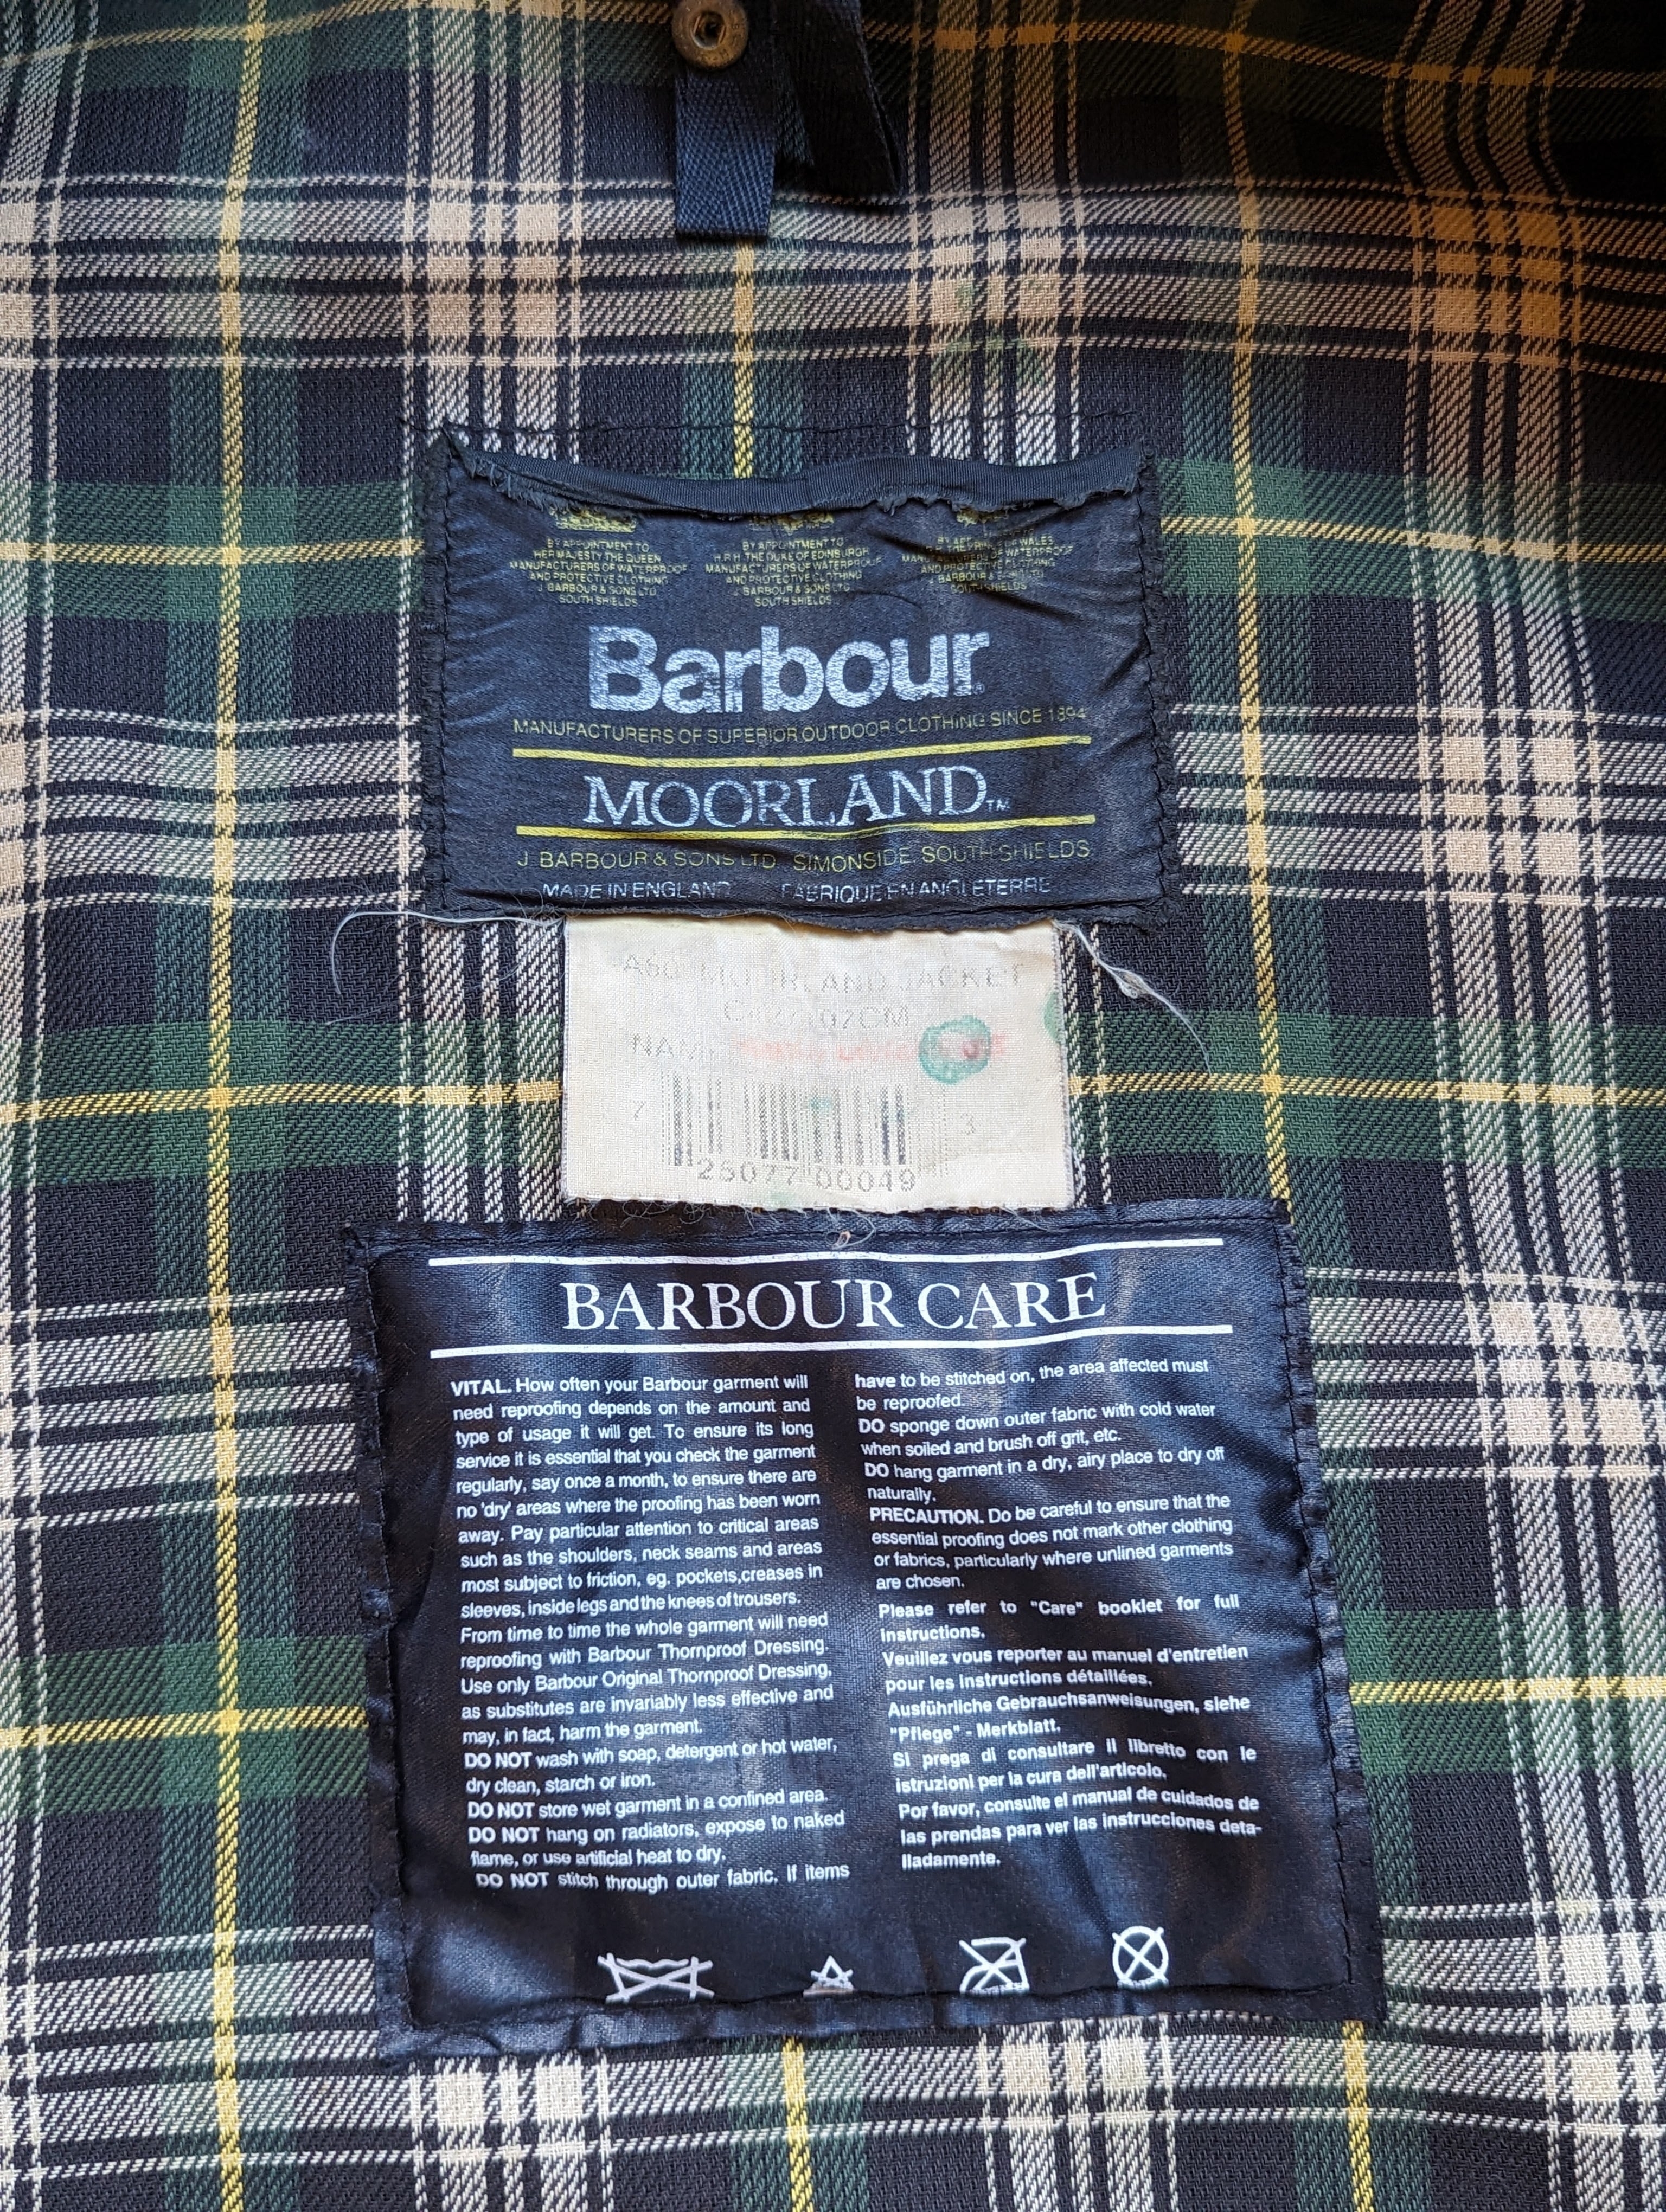 BY APPOINTMENT TO
HER MAJESTY THE QUEEN
MANUFACTURERS OF WATERPROOF
AND PROTECTIVE CLOTHING
J BARBOUR & SONS LTD
SOUTH SHIELDS
BY APPOINTMENT TO
H.R.H. THE DUKE OF EDINBURGH
MANUFACTURERS OF WATERPROOF
AND PROTECTIVE CLOTHING
J BARBOUR & SONS LTD
SOUTH SHIELDS
WALES
OF WATERPROOF
AND PROTECTIVE CLOTHING
BARBOUR &
SOUTH SHIELDS
Barbour
MANUFACTURERS OF SUPERIOR OUTDOOR CLOTHING SINCE 1894
MOORLAND™
J BARBOUR & SONS LTD SIMONSIDE, SOUTH SHIELDS
MADE IN ENGLAND FABRIQUE EN ANGLETERRE
A60 MOORLAND JACKET
C42/107CM
NAME
7 3
25077 00049
BARBOUR CARE
VITAL. How often your Barbour garment will
need reproofing depends on the amount and
type of usage it will get. To ensure its long
service it is essential that you check the garment
regularly, say once a month, to ensure there are
no 'dry' areas where the proofing has been worn
away. Pay particular attention to critical areas
such as the shoulders, neck seams and areas
most subject to friction, eg. pockets,creases in
sleeves, inside legs and the knees of trousers.
From time to time the whole garment will need
reproofing with Barbour Thornproof Dressing.
Use only Barbour Original Thornproof Dressing,
as substitutes are invariably less effective and
may, in fact, harm the garment.
DO NOT wash with soap, detergent or hot water,
dry clean, starch or iron.
DO NOT store wet garment in a confined area.
DO NOT hang on radiators, expose to naked
flame, or use artificial heat to dry.
DO NOT stitch through outer fabric. If items
have to be stitched on, the area affected must
be reproofed.
DO sponge down outer fabric with cold water
when soiled and brush off grit, etc.
DO hang garment in a dry, airy place to dry off
naturally.
PRECAUTION. Do be careful to ensure that the
essential proofing does not mark other clothing
or fabrics, particularly where unlined garments
are chosen.
Please refer to "Care" booklet for full
instructions.
Veuillez vous reporter au manuel d'entretien
pour les instructions détaillées.
Ausführliche Gebrauchsanweisungen, siehe
"Pflege" - Merkblatt.
Si prega di consultare il libretto con le
istruzioni per la cura dell'articolo.
Por favor, consulte el manual de cuidados de
las prendas para ver las instrucciones deta-
lladamente.